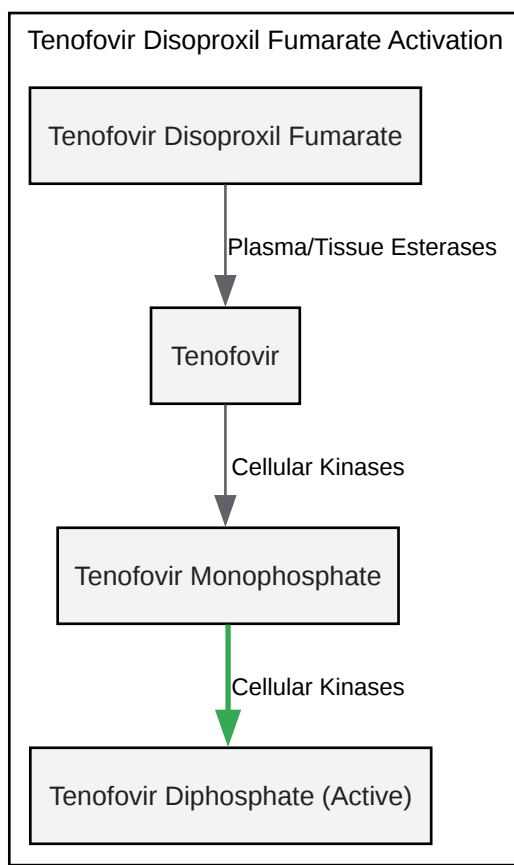 Tenofovir Disoproxil Fumarate Activation
Tenofovir Disoproxil Fumarate
Plasma/Tissue Esterases
Tenofovir
Cellular Kinases
Tenofovir Monophosphate
Cellular Kinases
Tenofovir Diphosphate (Active)